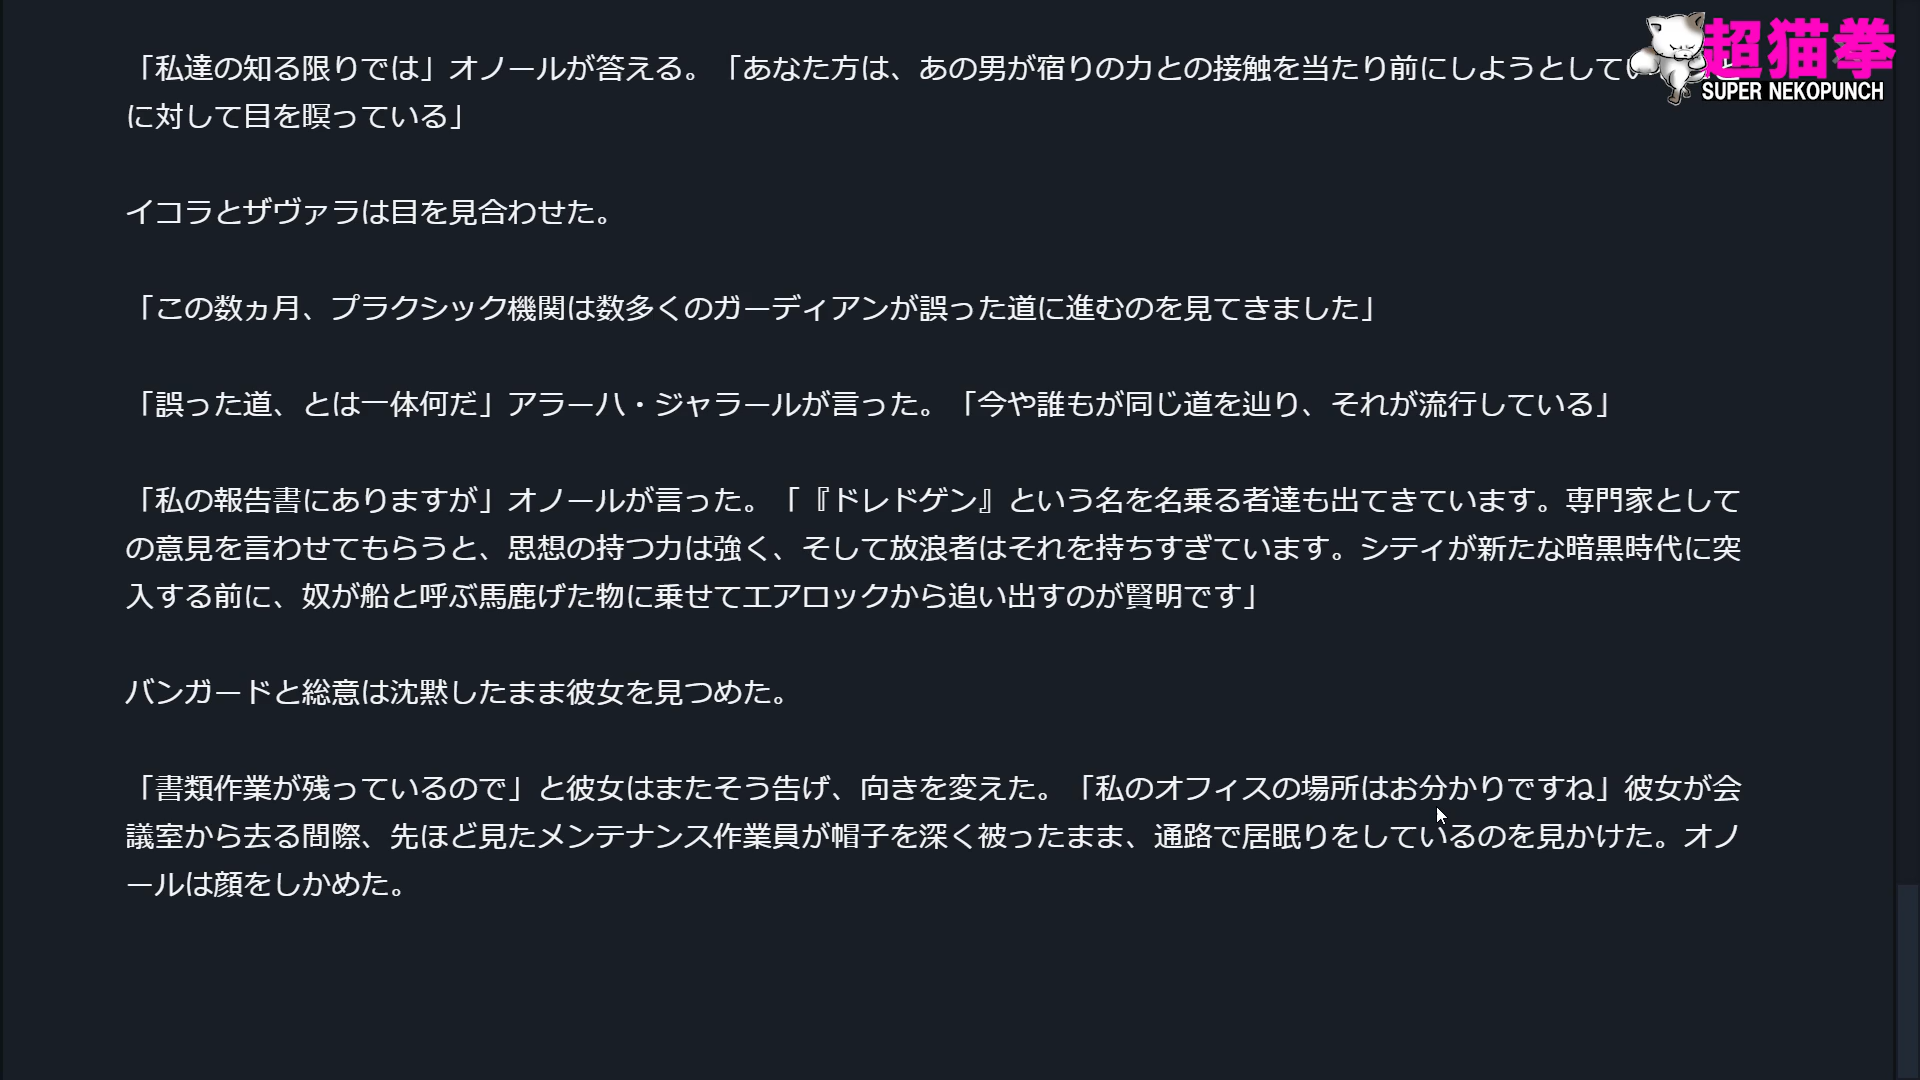 「私達の知る限りでは」オノールが答える。「あなた方は、あの男が宿りの力との接触を当たり前にしようとして
に対して目を瞑っている」
イコラとザヴァラは目を見合わせた。
「この数ヵ月、プラクシック機関は数多くのガーディアンが誤った道に進むのを見てきました」
「誤った道、とは一体何だ」アラーハ・ジャラールが言った。「今や誰もが同じ道を辿り、それが流行している」
「私の報告書にありますが」オノールが言った。「『ドレドゲン』という名を名乗る者達も出てきています。専門家として
の意見を言わせてもらうと、思想の持つ力は強く、そして放浪者はそれを持ちすぎています。シティが新たな暗黒時代に突
入する前に、奴が船と呼ぶ馬鹿げた物に乗せてエアロックから追い出すのが賢明です」
バンガードと総意は沈黙したまま彼女を見つめた。
「書類作業が残っているので」と彼女はまたそう告げ、向きを変えた。「私のオフィスの場所はお分かりですね」彼女が会
議室から去る間際、先ほど見たメンテナンス作業員が帽子を深く被ったまま、通路で居眠りをしているのを見かけた。オノ
ールは顔をしかめた。
超猫拳
SUPER NEKOPUNCH